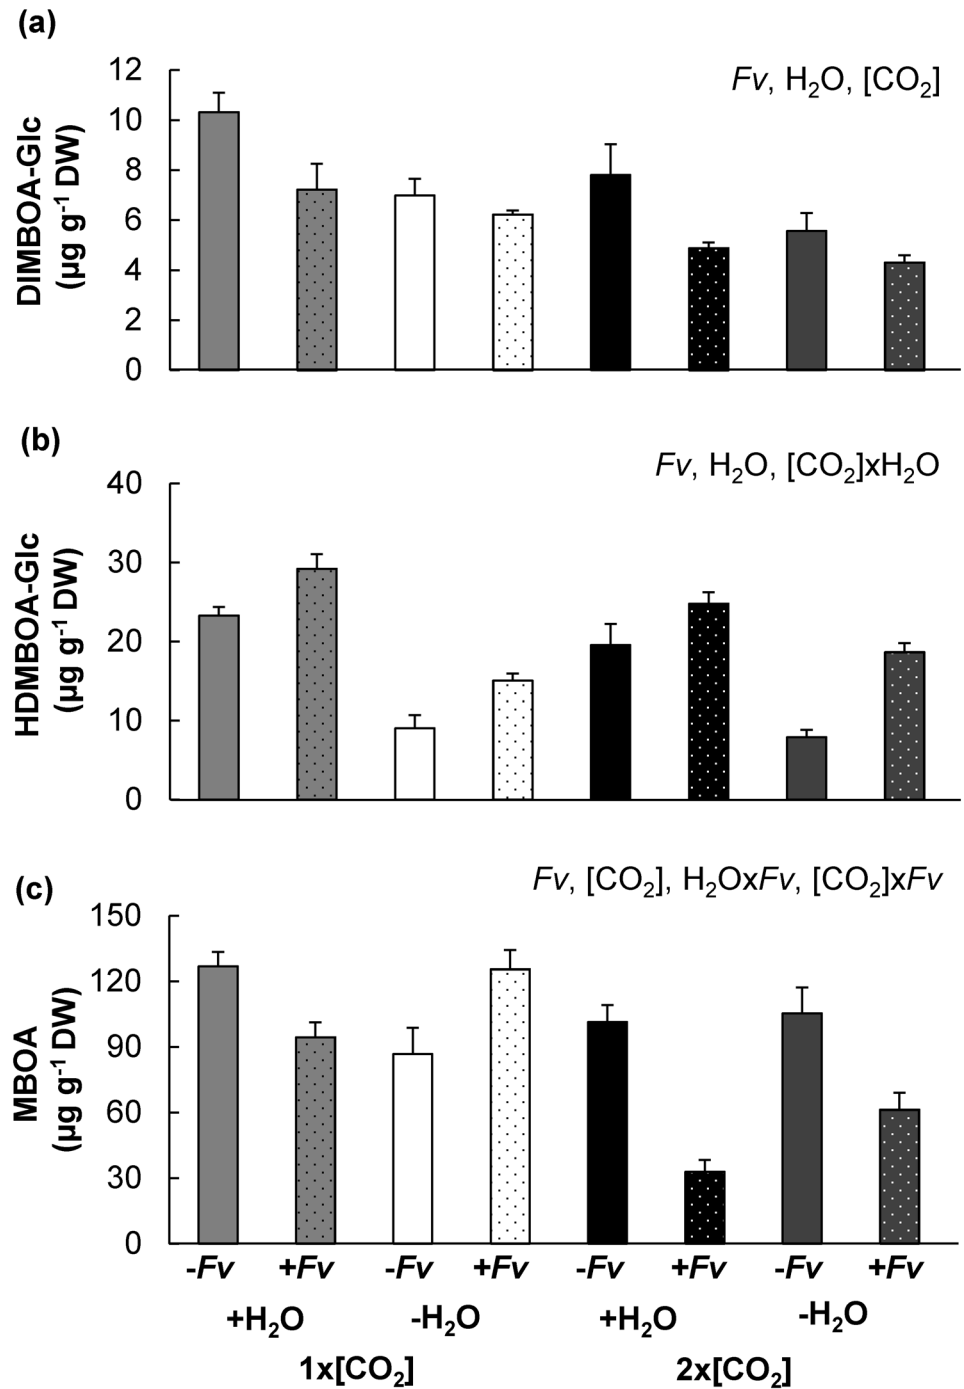 (a)
Fv, H₂O, [CO₂]
DIMBOA-Glc
(µg g⁻¹ DW)
12
10
8
6
4
2
0
(b)
Fv, H₂O, [CO₂]xH₂O
HDMBOA-Glc
(µg g⁻¹ DW)
40
30
20
10
0
(c)
Fv, [CO₂], H₂OxFv, [CO₂]xFv
MBOA
(µg g⁻¹ DW)
150
120
90
60
30
0
-Fv +Fv -Fv +Fv -Fv +Fv -Fv +Fv
+H₂O -H₂O +H₂O -H₂O
1x[CO₂] 2x[CO₂]